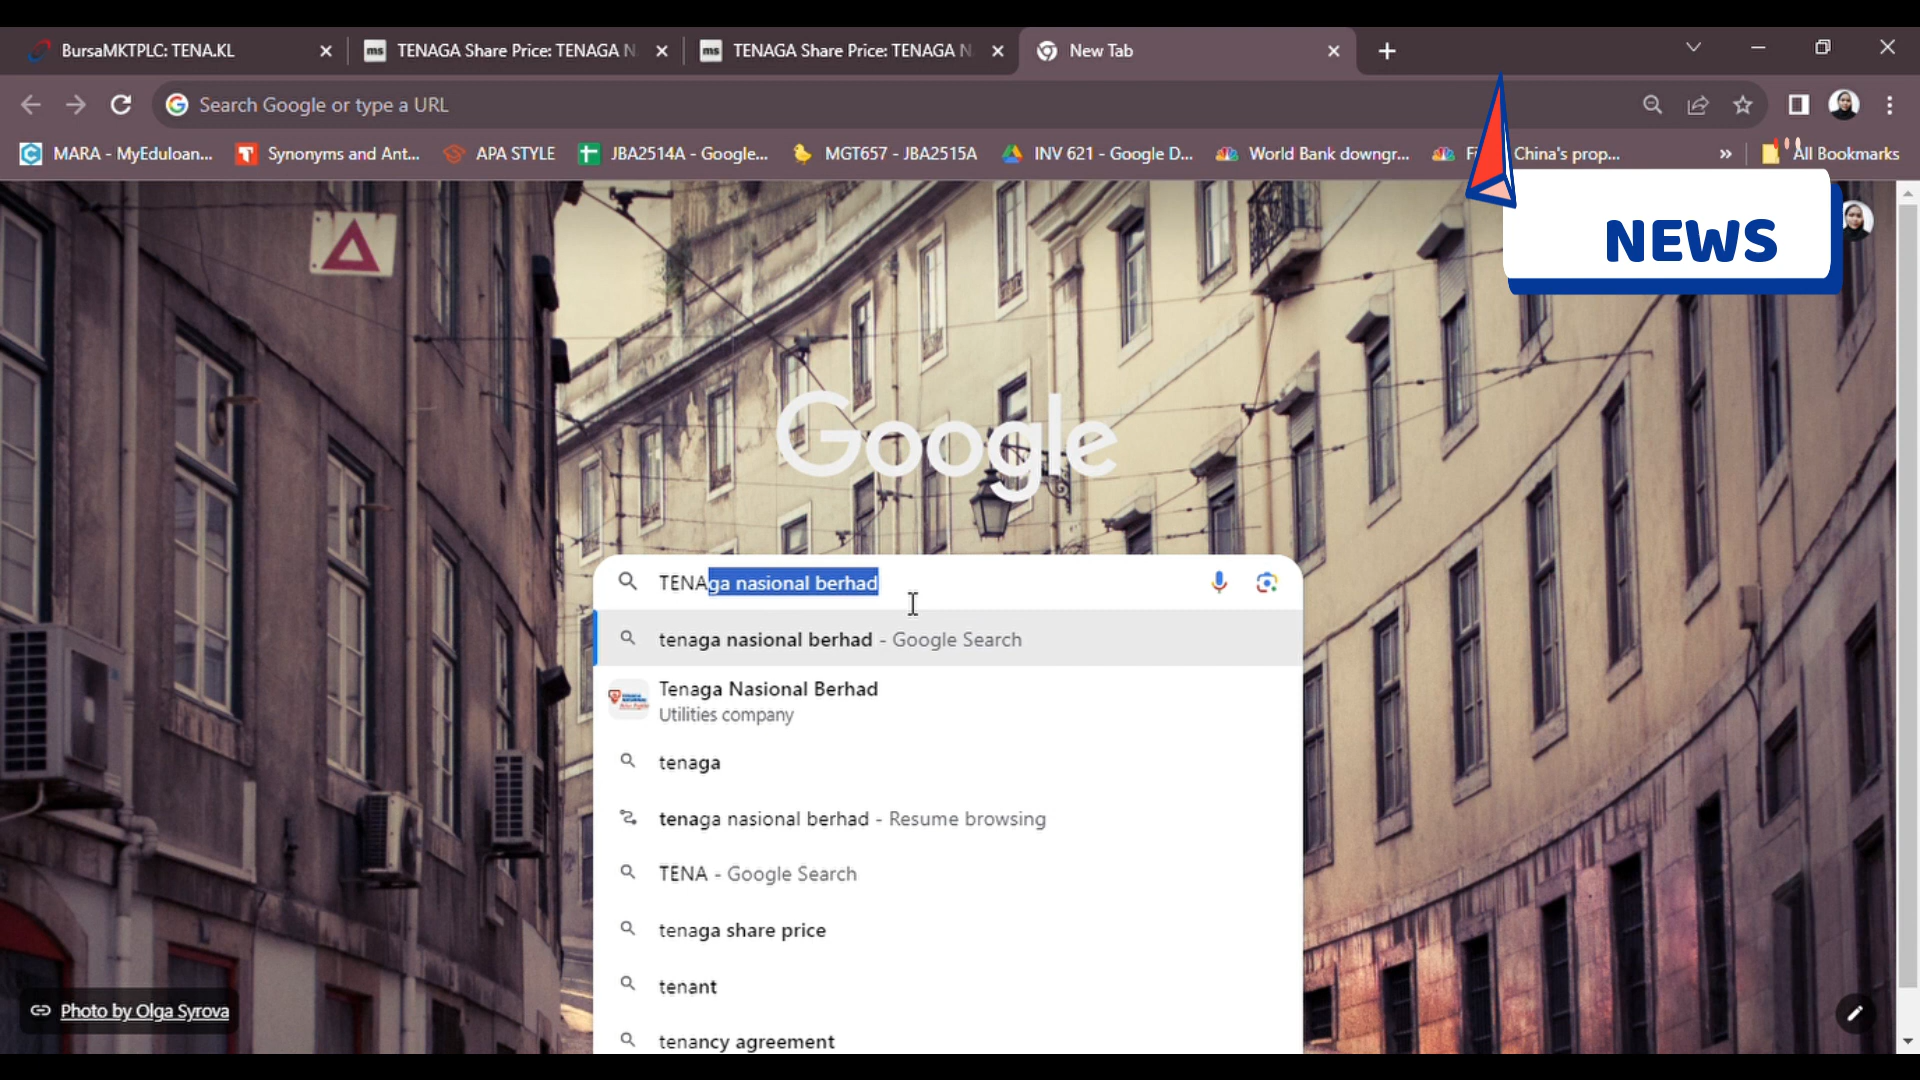 BursaMKTPLC: TENA.KL
TENAGA Share Price: TENAGA N
TENAGA Share Price: TENAGA N
New Tab
Search Google or type a URL
MARA - MyEduloan...
Synonyms and Ant...
APA STYLE
JBA2514A - Google...
MGT657 - JBA2515A
INV 621 - Google D...
World Bank downgr...
China's prop...
All Bookmarks
NEWS
Google
TENAga nasional berhad
tenaga nasional berhad - Google Search
Tenaga Nasional Berhad
Utilities company
tenaga
tenaga nasional berhad - Resume browsing
TENA - Google Search
tenaga share price
tenant
tenancy agreement
Photo by Olga Syrova